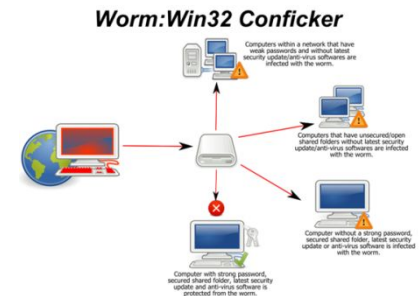 Worm:Win32 Conficker
Computers within a network that have
weak passwords and without latest
security update/anti-virus softwares are
infected with the worm.
Computers that have unsecured/open
shared folders without latest security
update/anti-virus softwares are infected
with the worm.
Computer without a strong password,
secured shared folder, latest security
update or anti-virus software is infected
with the worm.
Computer with strong password,
secured shared folder, latest security
update and anti-virus software is
protected from the worm.